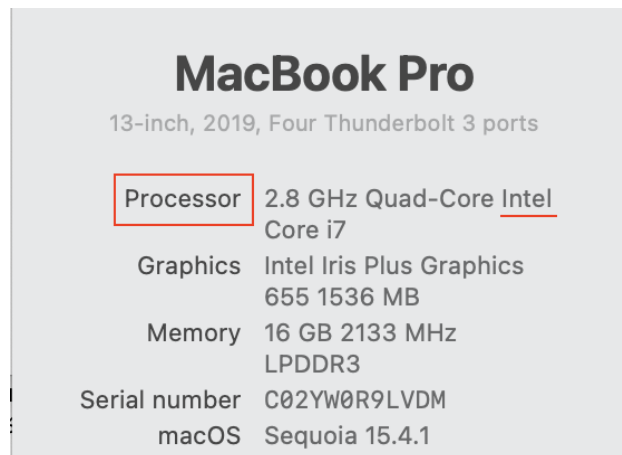 MacBook Pro
13-inch, 2019, Four Thunderbolt 3 ports
Processor 2.8 GHz Quad-Core Intel
Core i7
Graphics Intel Iris Plus Graphics
655 1536 MB
Memory 16 GB 2133 MHz
LPDDR3
Serial number C02YW0R9LVDM
macOS Sequoia 15.4.1